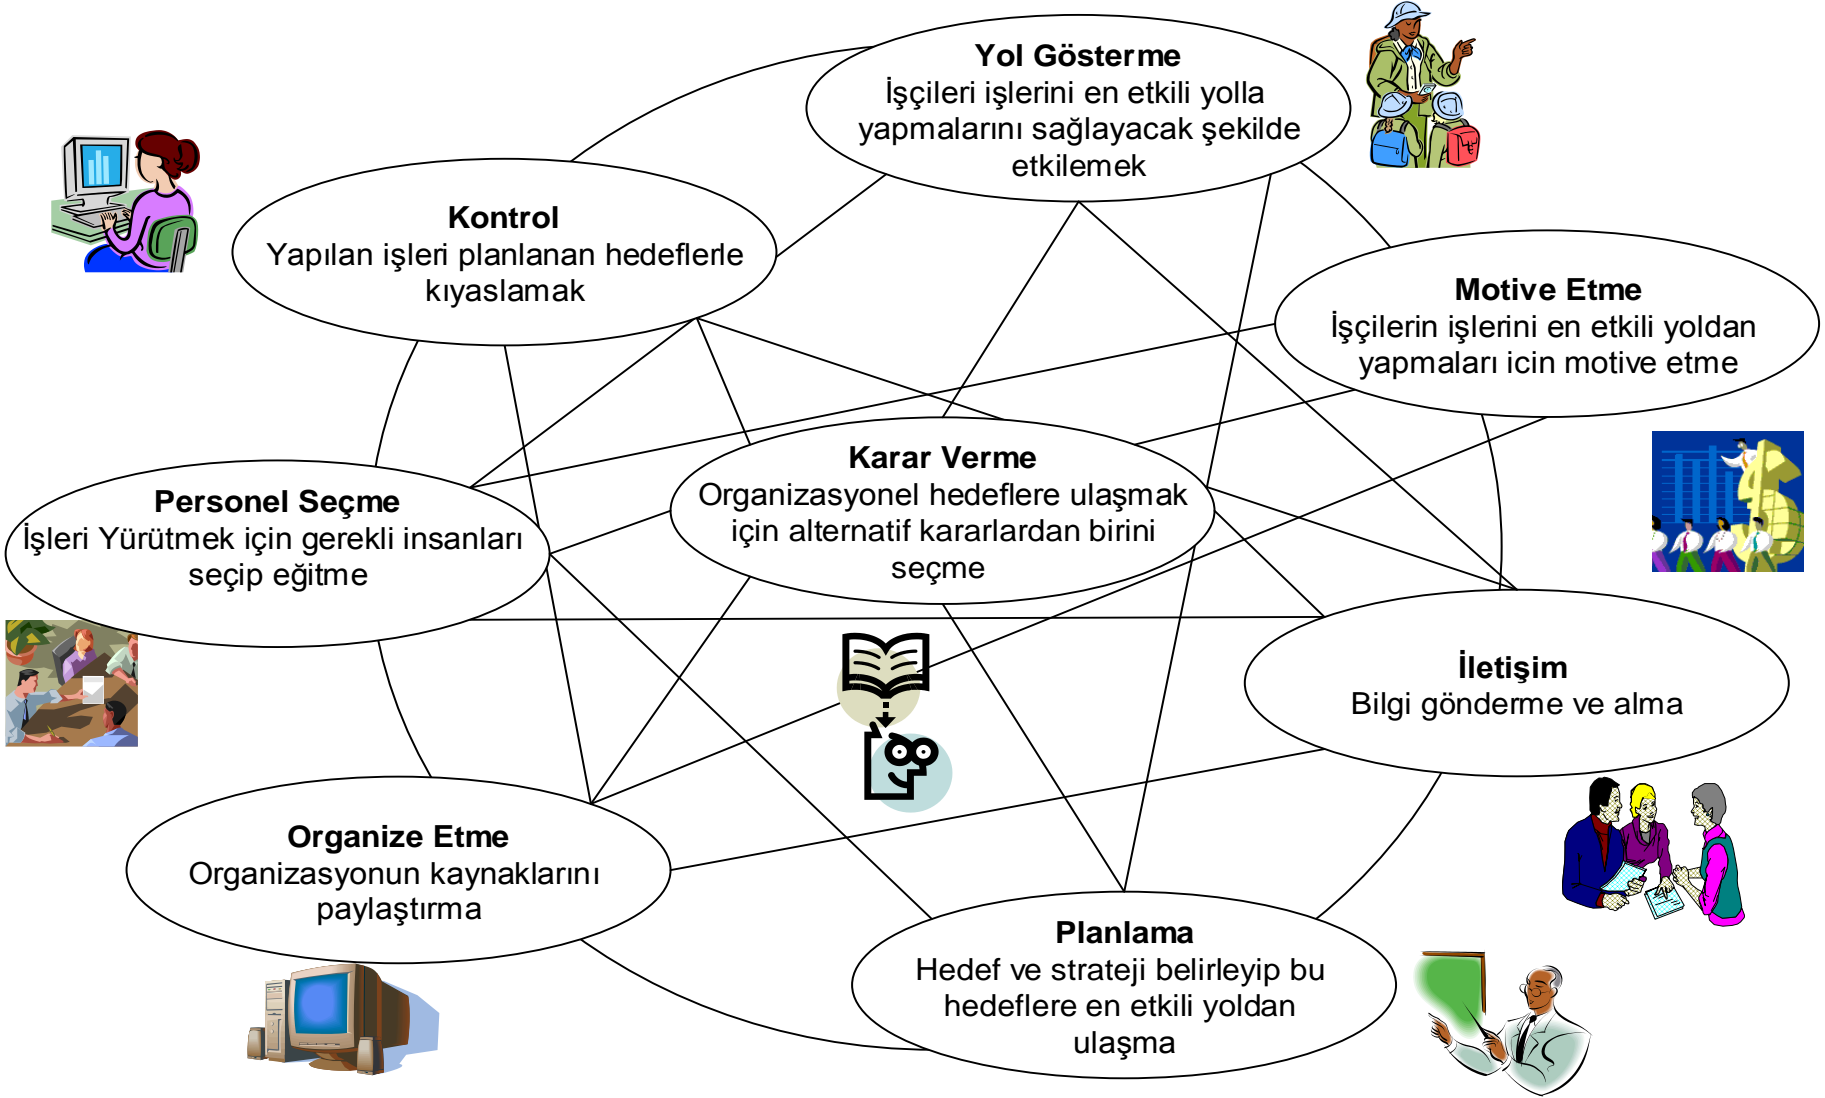 Yol Gösterme
İşçileri işlerini en etkili yolla
yapmalarını sağlayacak şekilde
etkilemek
Kontrol
Yapılan işleri planlanan hedeflerle
kıyaslamak
Motive Etme
İşçilerin işlerini en etkili yoldan
yapmaları icin motive etme
Karar Verme
Organizasyonel hedeflere ulaşmak
için alternatif kararlardan birini
seçme
Personel Seçme
İşleri Yürütmek için gerekli insanları
seçip eğitme
İletişim
Bilgi gönderme ve alma
Organize Etme
Organizasyonun kaynaklarını
paylaştırma
Planlama
Hedef ve strateji belirleyip bu
hedeflere en etkili yoldan
ulaşma